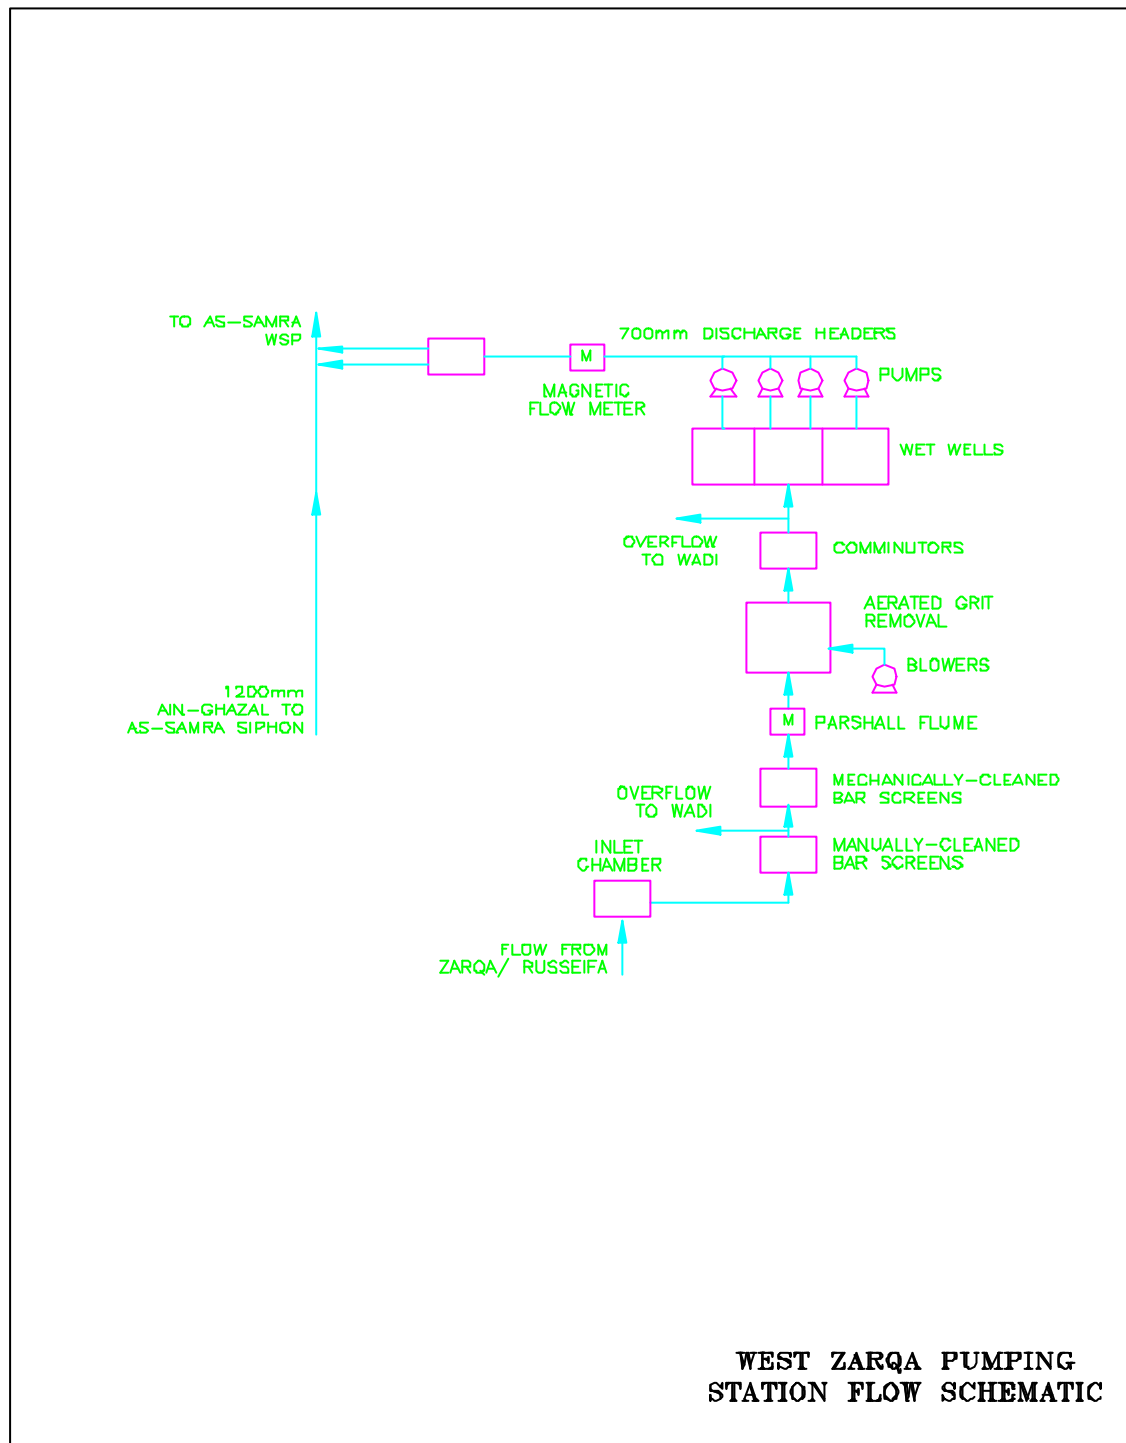 TO AS-SAMRA
WSP
700mm DISCHARGE HEADERS
M
PUMPS
MAGNETIC
FLOW METER
WET WELLS
OVERFLOW
TO WADI
COMMINUTORS
AERATED GRIT
REMOVAL
BLOWERS
1200mm
AIN-GHAZAL TO
AS-SAMRA SIPHON
M
PARSHALL FLUME
MECHANICALLY-CLEANED
BAR SCREENS
OVERFLOW
TO WADI
MANUALLY-CLEANED
BAR SCREENS
INLET
CHAMBER
FLOW FROM
ZARQA/ RUSSEIFA
WEST ZARQA PUMPING
STATION FLOW SCHEMATIC